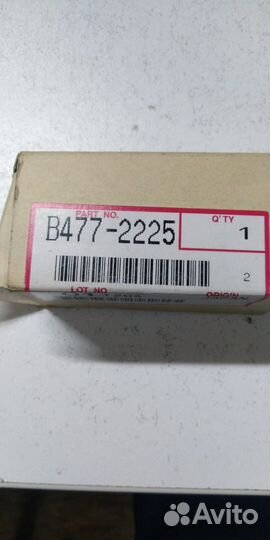 PART NO.
Q'TY
B477-2225
1
2
LOT NO
ORIGIN
Avito